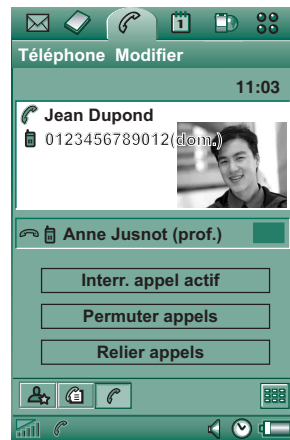 Téléphone Modifier
11:03
Jean Dupond
0123456789012(dom.)
Anne Jusnot (prof.)
Interr. appel actif
Permuter appels
Relier appels